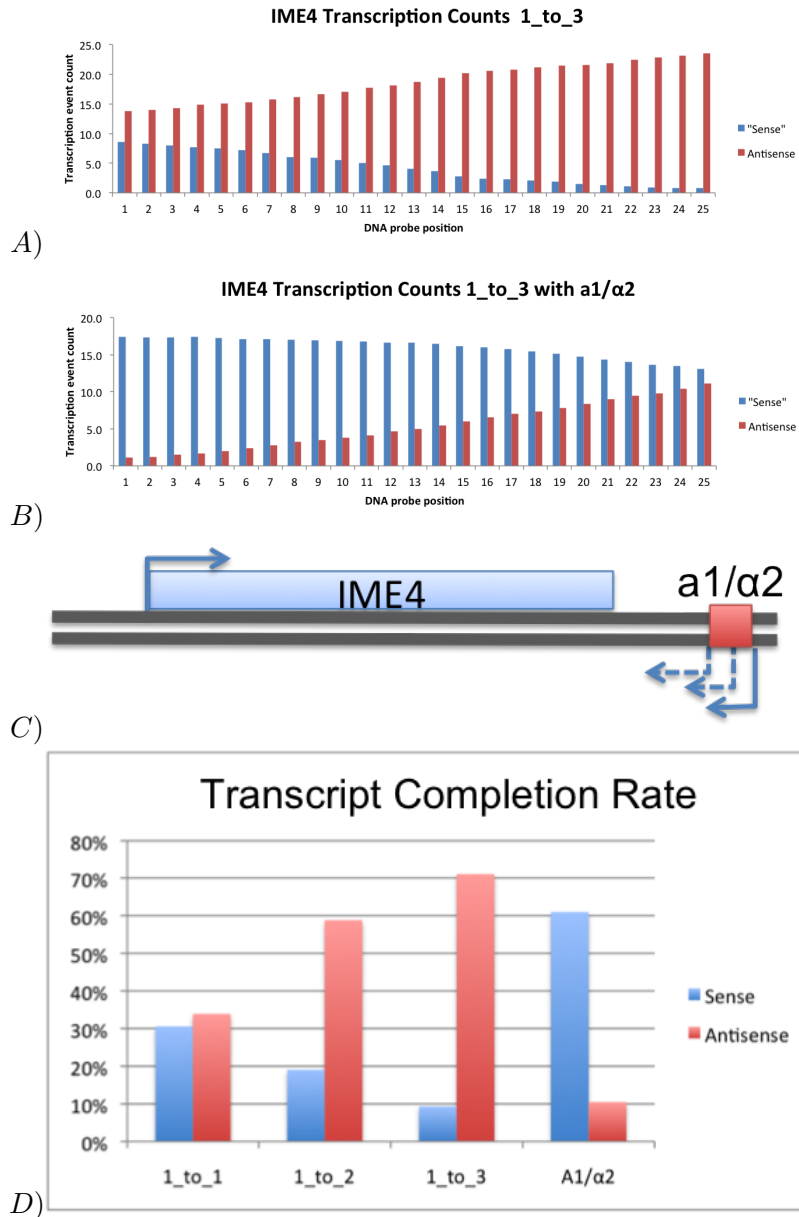 IME4 Transcription Counts 1_to_3
Transcription event count
25.0
20.0
15.0
10.0
5.0
0.0
1 2 3 4 5 6 7 8 9 10 11 12 13 14 15 16 17 18 19 20 21 22 23 24 25
DNA probe position
"Sense"
Antisense
A)
IME4 Transcription Counts 1_to_3 with a1/α2
Transcription event count
20.0
15.0
10.0
5.0
0.0
1 2 3 4 5 6 7 8 9 10 11 12 13 14 15 16 17 18 19 20 21 22 23 24 25
DNA probe position
"Sense"
Antisense
B)
IME4
a1/α2
C)
Transcript Completion Rate
80%
70%
60%
50%
40%
30%
20%
10%
0%
1_to_1 1_to_2 1_to_3 A1/α2
Sense
Antisense
D)